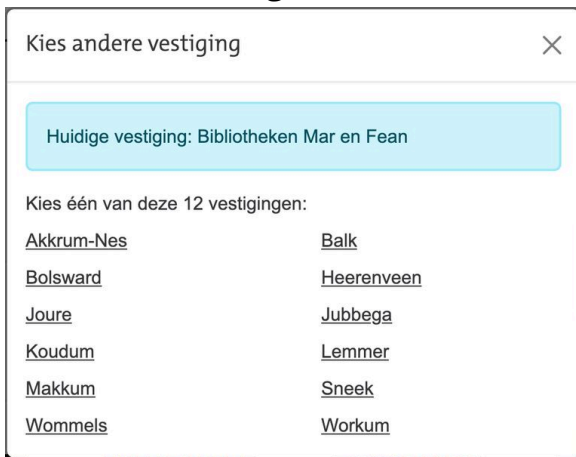 Kies andere vestiging
Huidige vestiging: Bibliotheken Mar en Fean
Kies één van deze 12 vestigingen:
Akkrum-Nes Balk
Bolsward Heerenveen
Joure Jubbega
Koudum Lemmer
Makkum Sneek
Wommels Workum